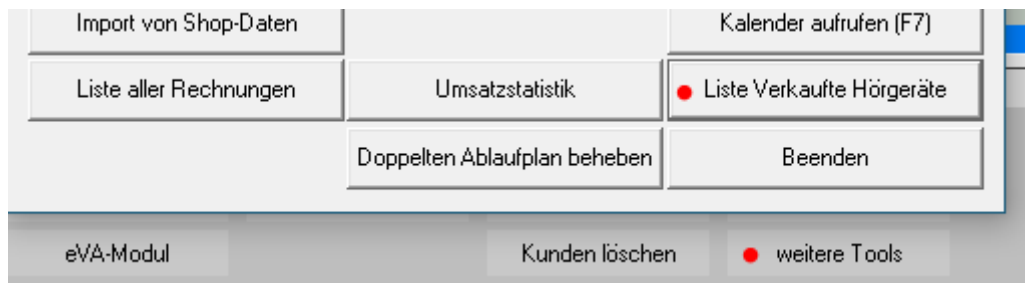 Import von Shop-Daten
Kalender aufrufen (F7)
Liste aller Rechnungen
Umsatzstatistik
Liste Verkaufte Hörgeräte
Doppelten Ablaufplan beheben
Beenden
eVA-Modul
Kunden löschen
weitere Tools